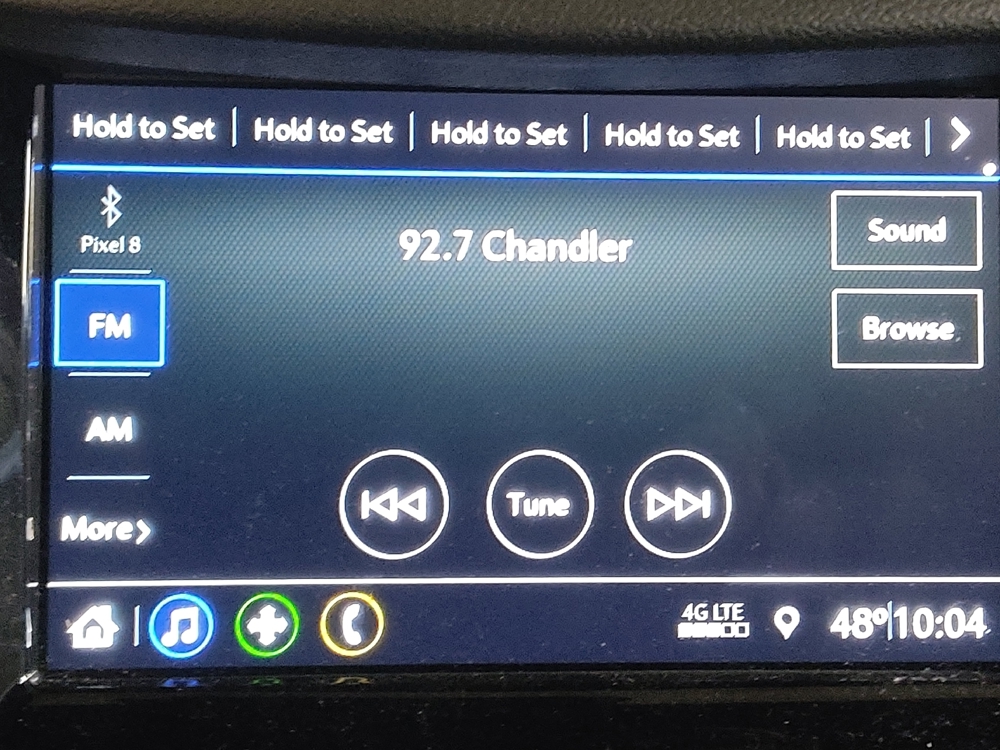 Hold to Set | Hold to Set | Hold to Set | Hold to Set | Hold to Set |
Pixel 8
92.7 Chandler
Sound
FM
Browse
AM
Tune
More
4G LTE
48° 10:04